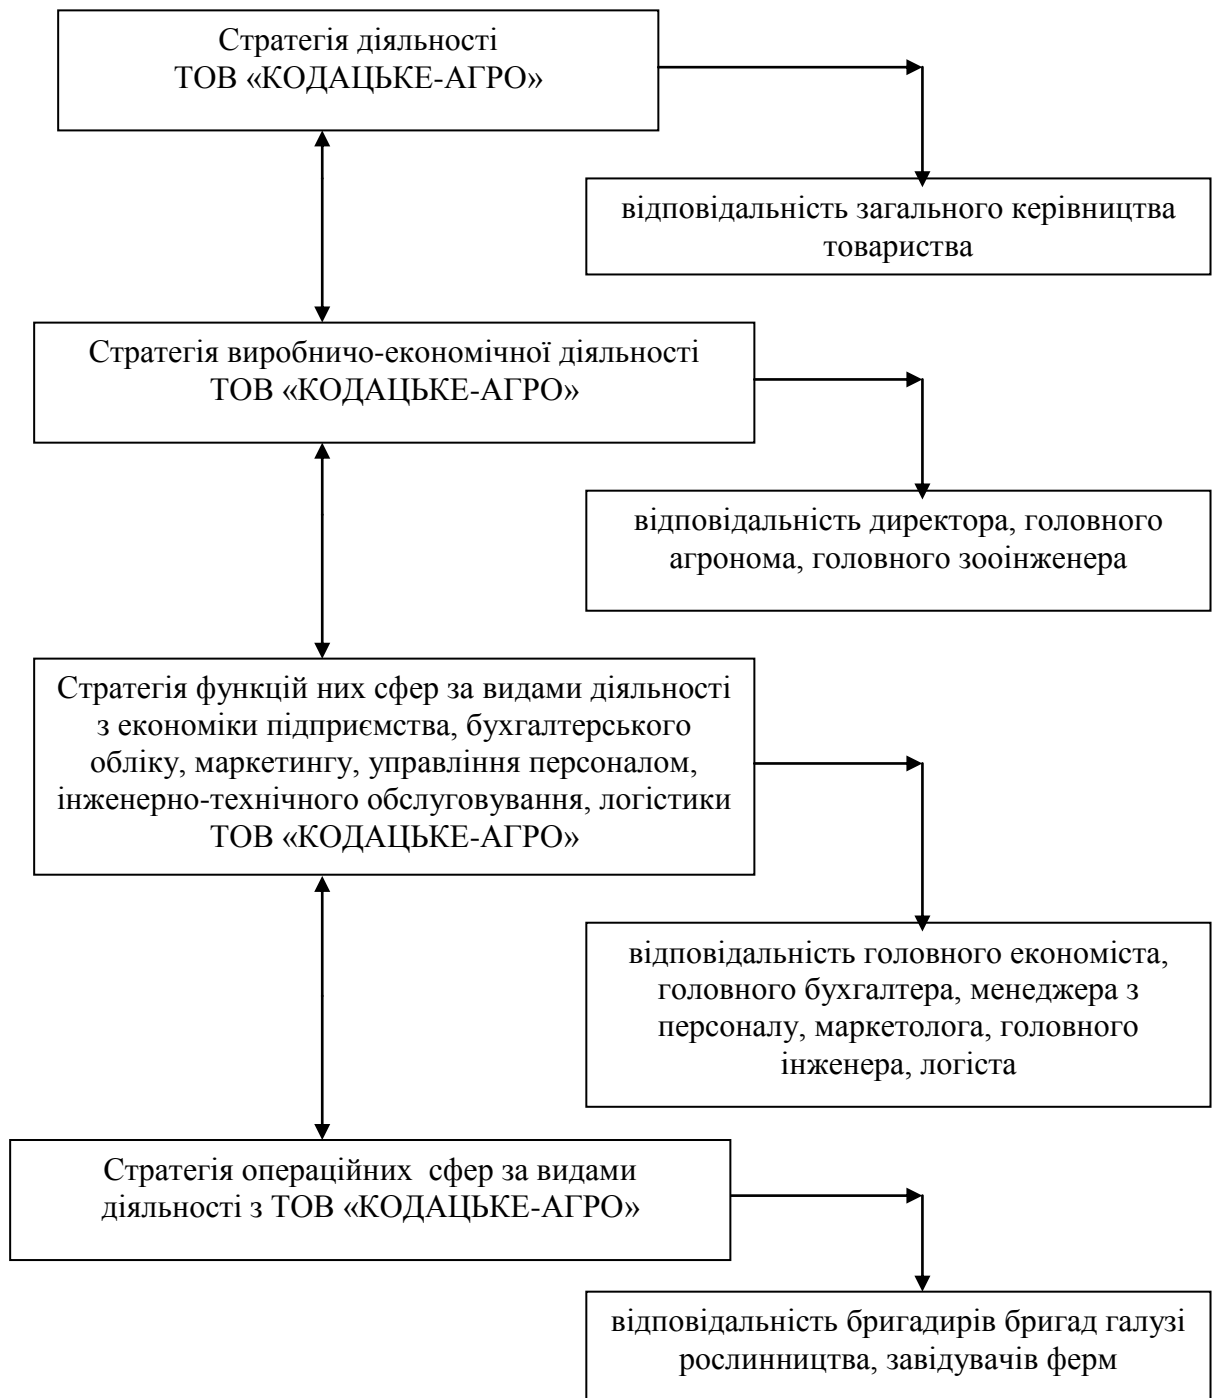 Стратегія діяльності
ТОВ «КОДАЦЬКЕ-АГРО»
відповідальність загального керівництва
товариства
Стратегія виробничо-економічної діяльності
ТОВ «КОДАЦЬКЕ-АГРО»
відповідальність директора, головного
агронома, головного зооінженера
Стратегія функцій них сфер за видами діяльності
з економіки підприємства, бухгалтерського
обліку, маркетингу, управління персоналом,
інженерно-технічного обслуговування, логістики
ТОВ «КОДАЦЬКЕ-АГРО»
відповідальність головного економіста,
головного бухгалтера, менеджера з
персоналу, маркетолога, головного
інженера, логіста
Стратегія операційних  сфер за видами
діяльності з ТОВ «КОДАЦЬКЕ-АГРО»
відповідальність бригадирів бригад галузі
рослинництва, завідувачів ферм